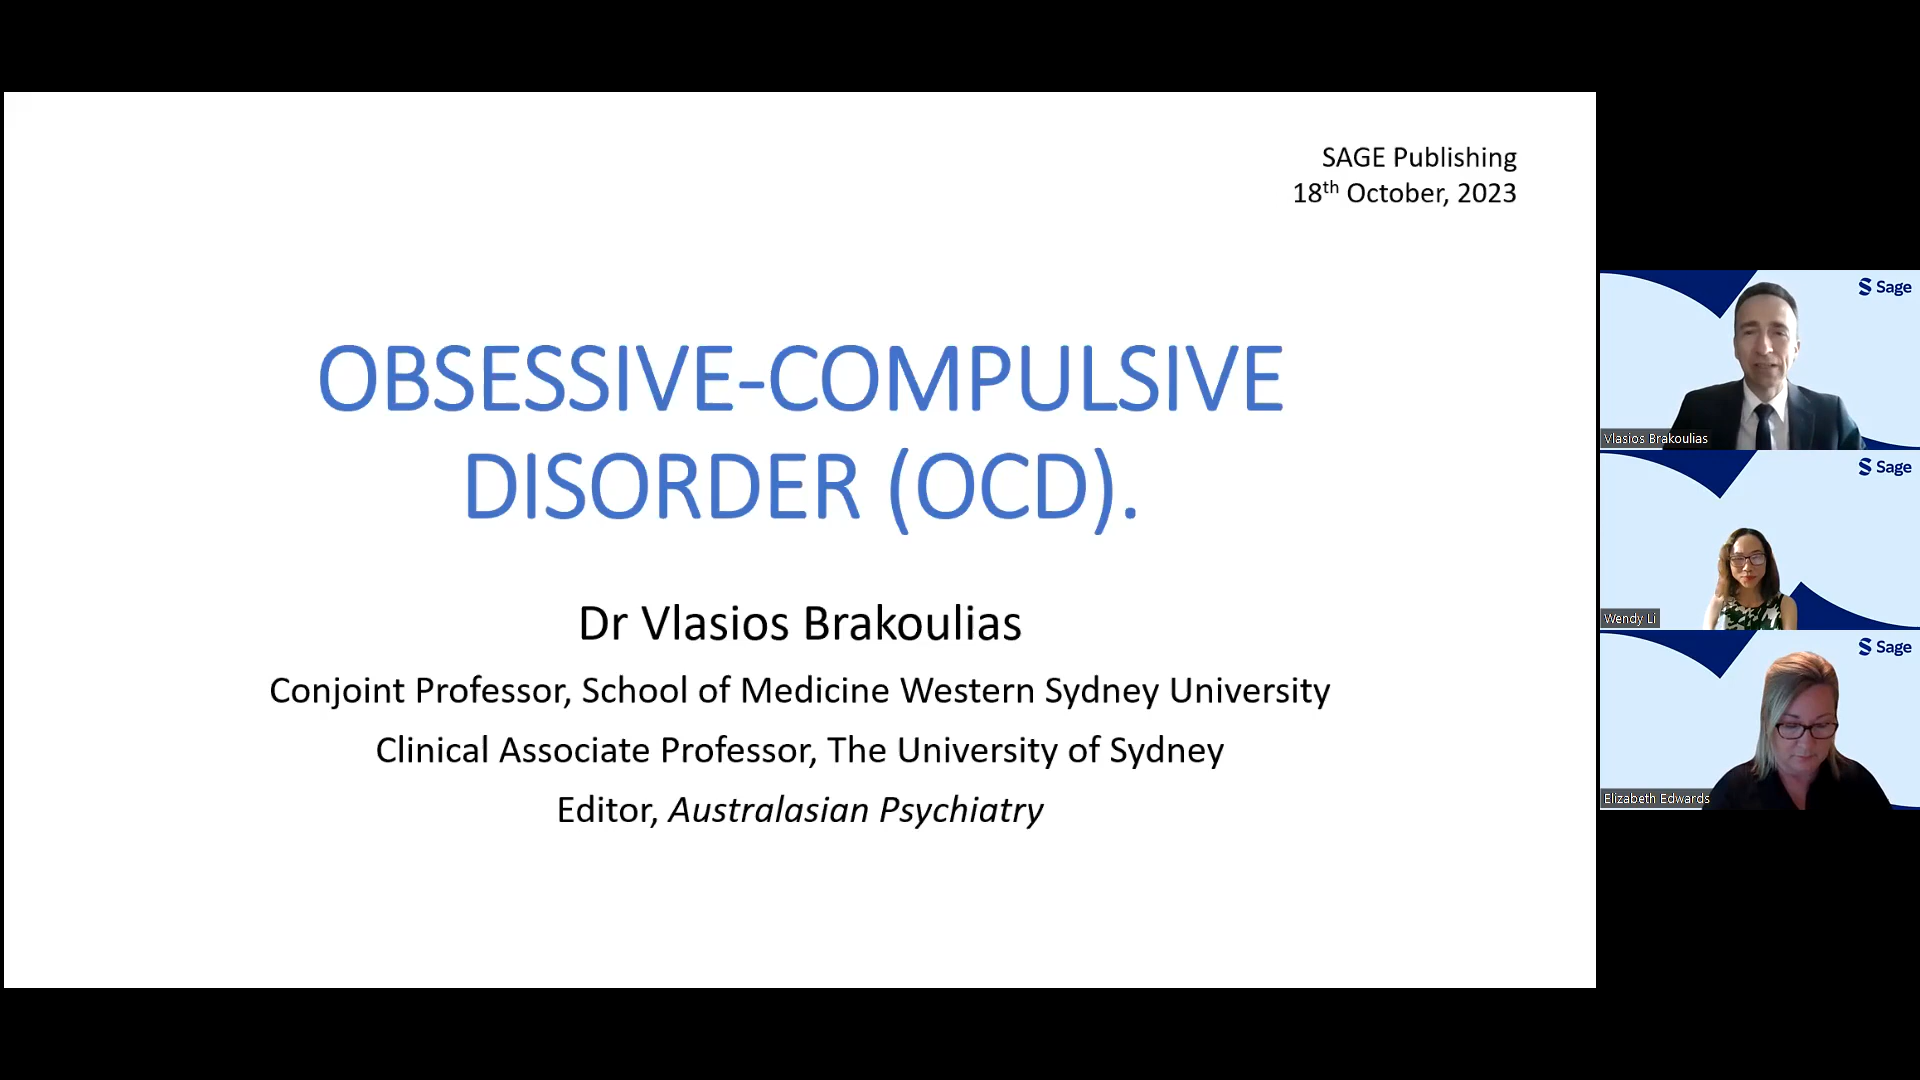 SAGE Publishing
18th October, 2023
OBSESSIVE-COMPULSIVE
DISORDER (OCD).
Dr Vlasios Brakoulias
Conjoint Professor, School of Medicine Western Sydney University
Clinical Associate Professor, The University of Sydney
Editor, Australasian Psychiatry
Sage
Vlasios Brakoulias
Sage
Wendy Li
Sage
Elizabeth Edwards